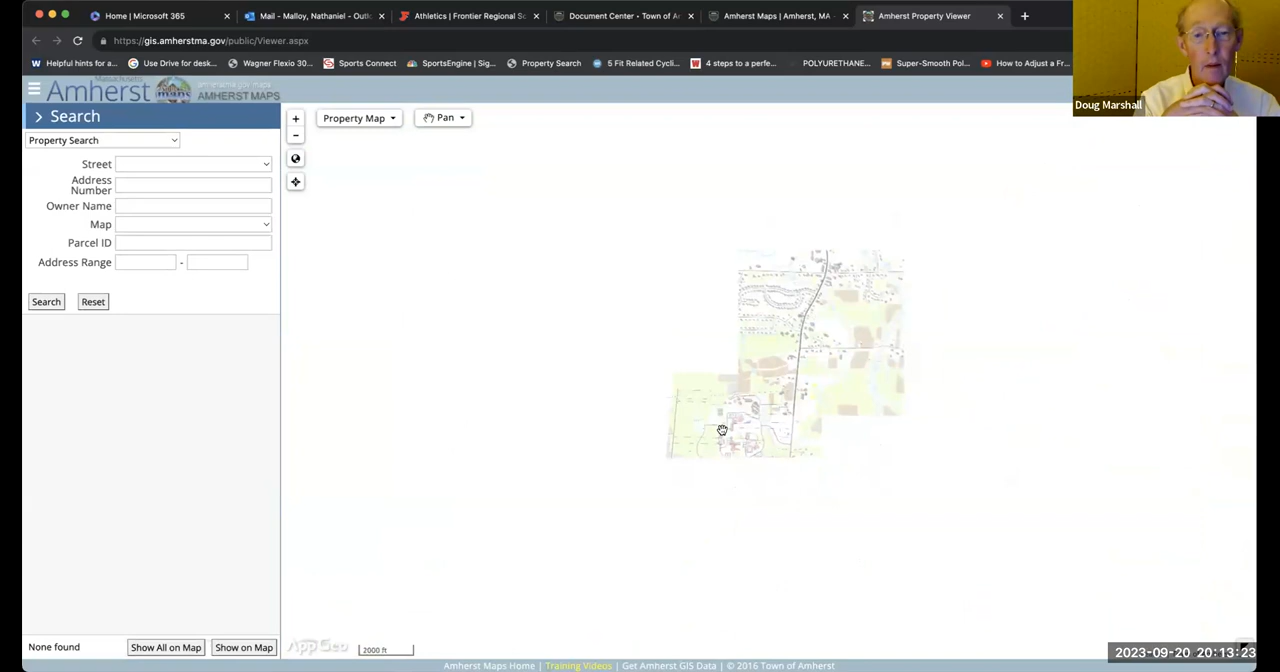 Home | Microsoft 365
Mail - Malloy, Nathaniel - Outl
Athletics | Frontier Regional Sc
Document Center • Town of A
Amherst Maps | Amherst, MA
Amherst Property Viewer
https://gis.amherstma.gov/public/Viewer.aspx
Helpful hints for a...
Use Drive for desk...
Wagner Flexio 30...
Sports Connect
SportsEngine | Sig...
Property Search
5 Fit Related Cycli...
4 steps to a perfe...
POLYURETHANE...
Super-Smooth Pol...
How to Adjust a Fr
Doug Marshall
Massachusetts
Amherst
maps
amherstma.gov/maps
AMHERST MAPS
Search
Property Search
Street
Address Number
Owner Name
Map
Parcel ID
Address Range -
Search Reset
+
-
Property Map
Pan
None found
Show All on Map
Show on Map
AppGeo
2000 ft
2023-09-20 20:13:23
Amherst Maps Home | Training Videos | Get Amherst GIS Data | © 2016 Town of Amherst